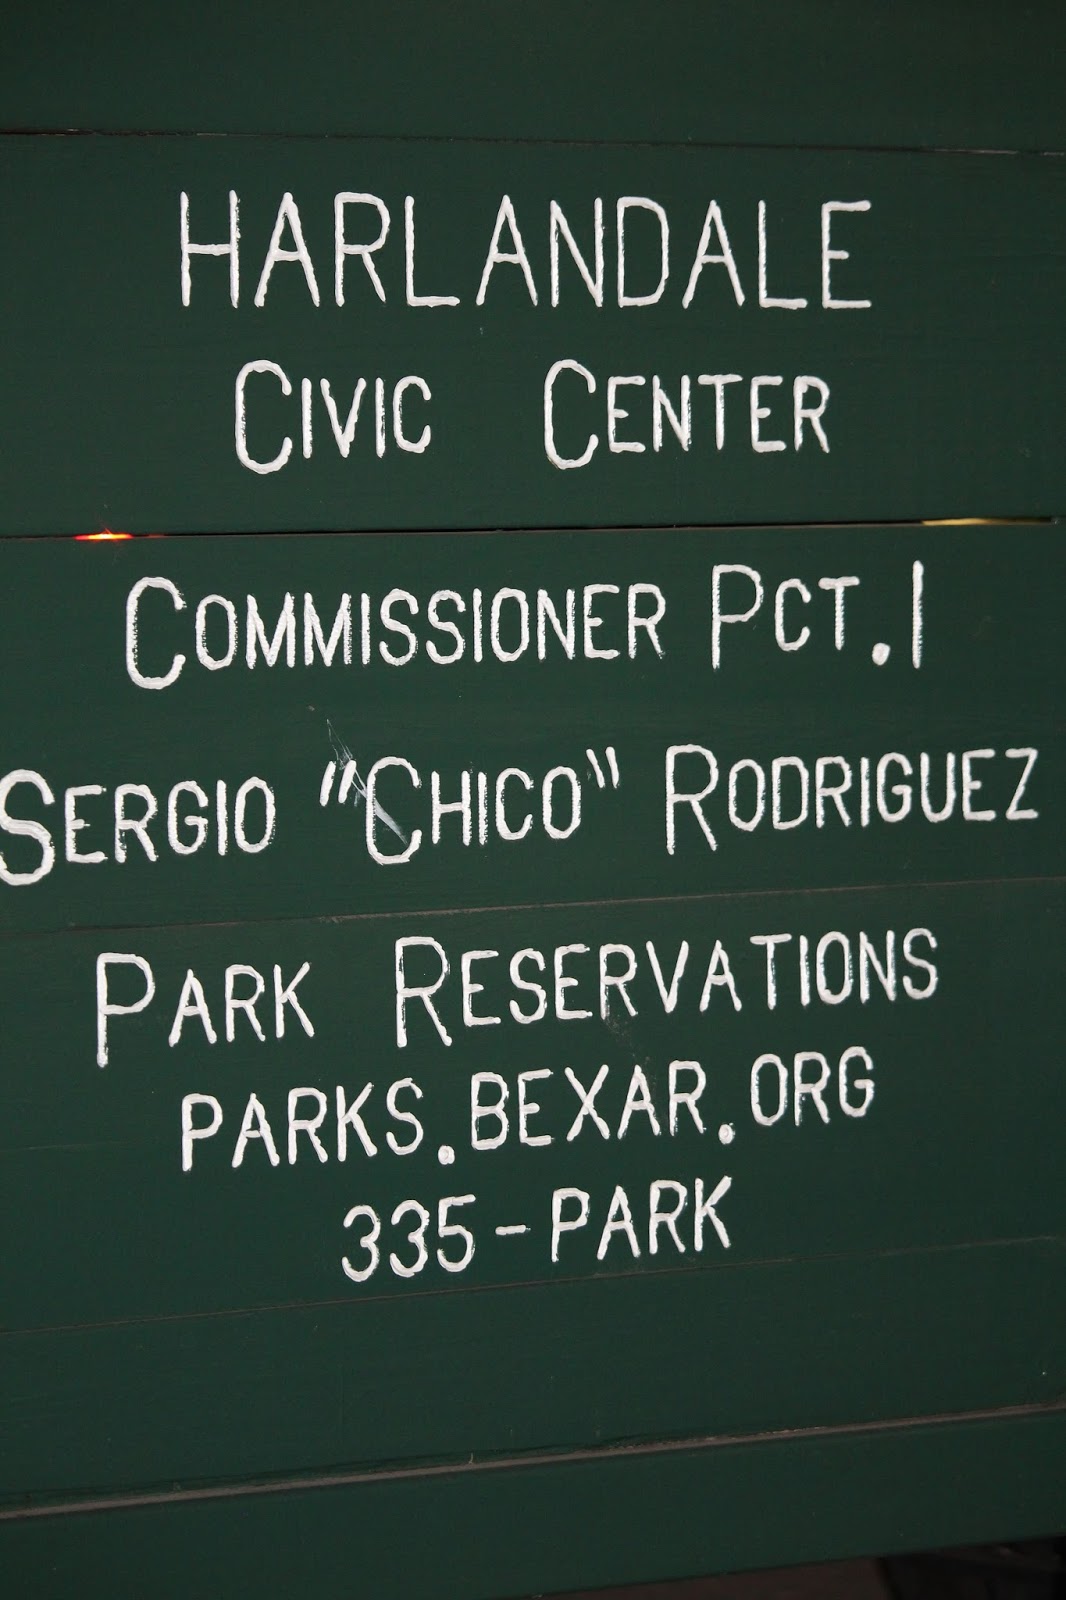 HARLANDALE
CIVIC CENTER
COMMISSIONER PCT. 1
SERGIO "CHICO" RODRIGUEZ
PARK RESERVATIONS
PARKS.BEXAR.ORG
335-PARK